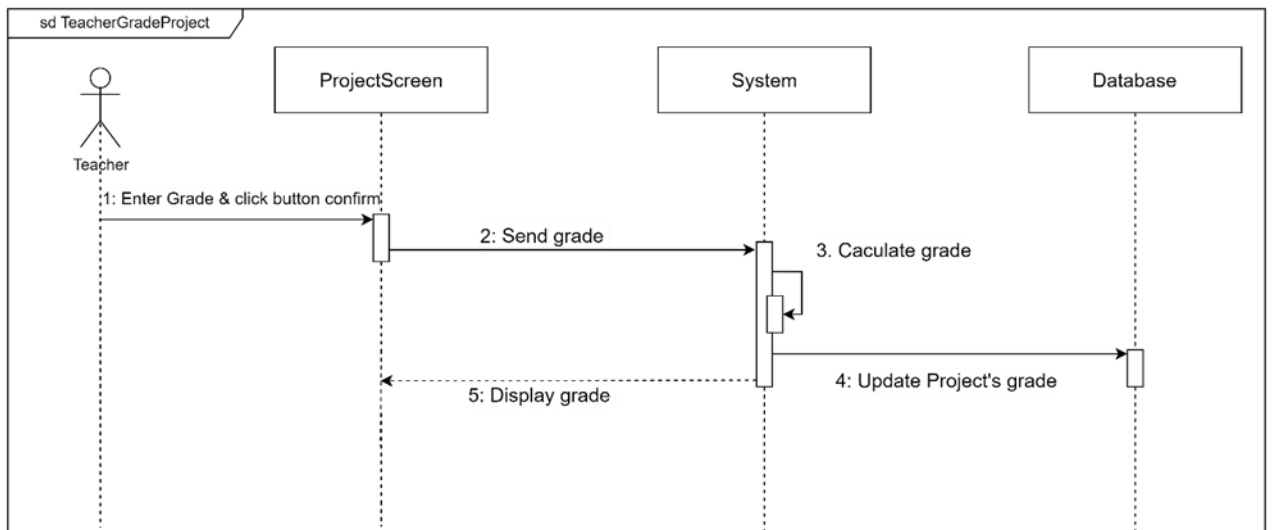 sd TeacherGradeProject
ProjectScreen
System
Database
Teacher
1: Enter Grade & click button confirm
2: Send grade
3. Caculate grade
4: Update Project's grade
5: Display grade